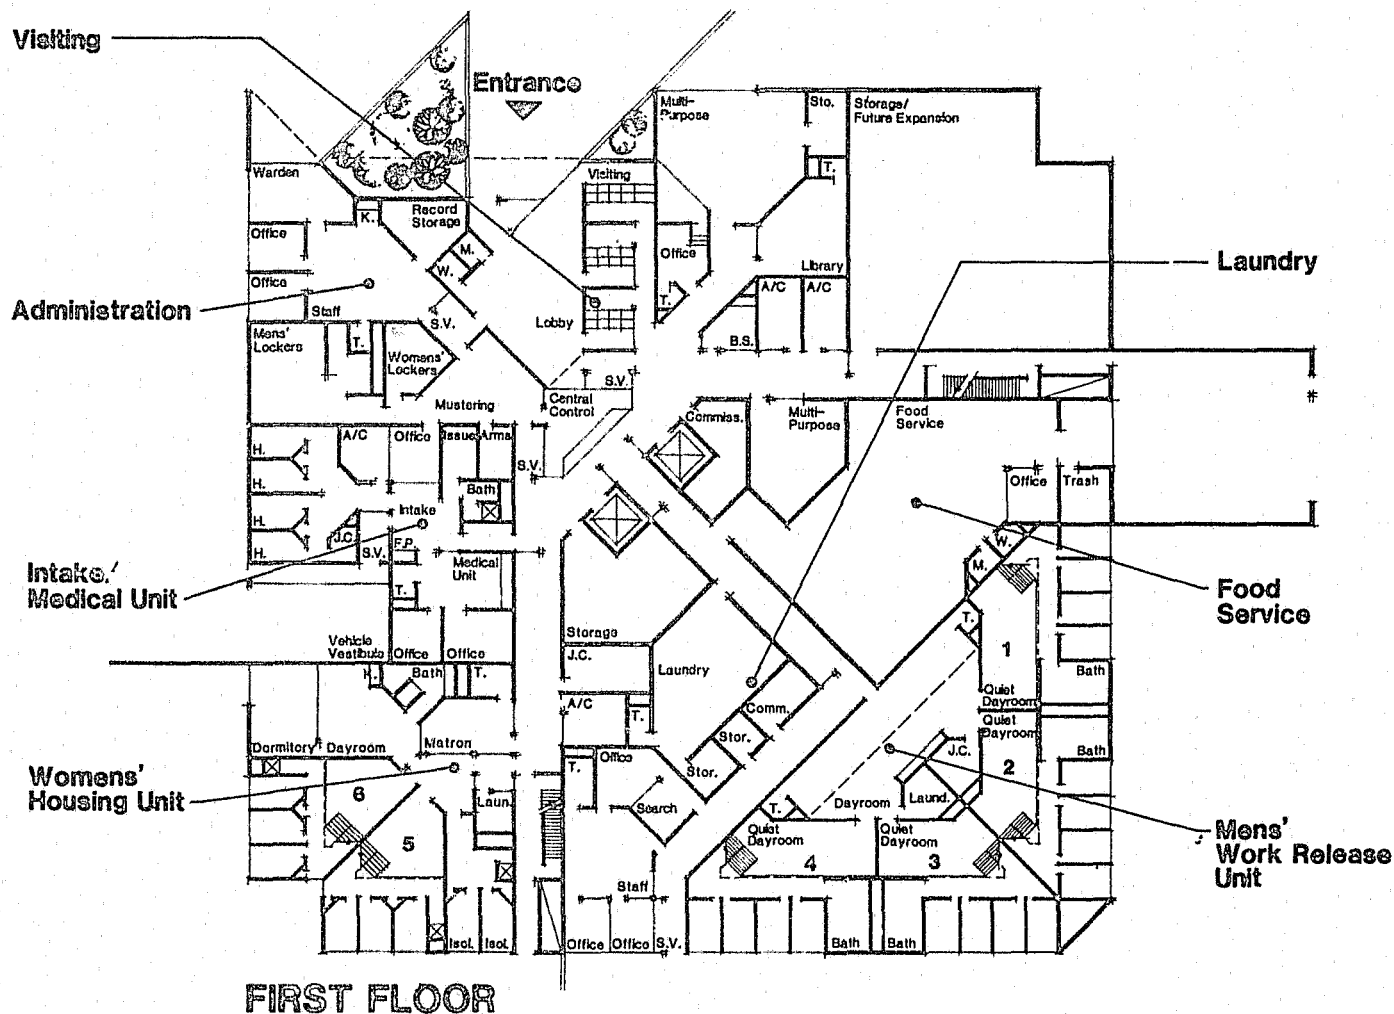 Visiting
Entrance
Multi-
Purpose
Sto.
Storage/
Future Expansion
Warden
Visiting
T.
K.
Record
Storage
Office
M.
W.
Office
Library
Laundry
Office
T.
A/C
A/C
Administration
Staff
S.V.
Lobby
Mens'
Lockers
T.
Womens'
Lockers
B.S.
S.V.
Mustering
Central
Control
Commiss.
Multi-
Purpose
Food
Service
H.
A/C
Office
Issue
Arms
S.V.
H.
Bath
Office
Trash
H.
Intake
J.C.
H.
S.V.
F.P.
W.
Intake/
Medical Unit
Medical
Unit
M.
Food
Service
T.
T.
Storage
1
Vehicle
Vestibule
Office
Office
J.C.
Laundry
H.
Bath
T.
Bath
A/C
T.
Comm.
Quiet
Dayroom
Quiet
Dayroom
Dormitory
Dayroom
Matron
Stor.
J.C.
Bath
Womens'
Housing Unit
T.
Office
Stor.
2
6
Laun.
Search
T.
Dayroom
Laund.
5
Quiet
Dayroom
Quiet
Dayroom
Mens'
Work Release
Unit
4
3
Staff
Isol.
Isol.
Office
Office
S.V.
Bath
Bath
FIRST FLOOR